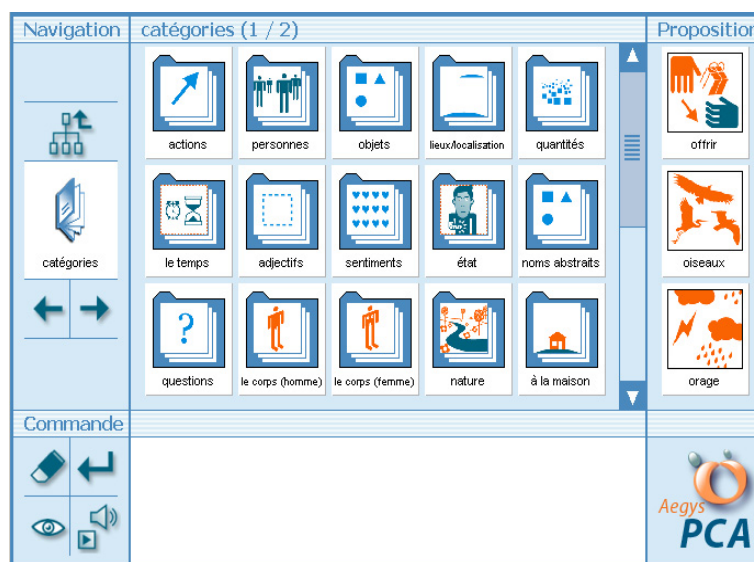 Navigation
catégories (1 / 2)
Proposition
actions
personnes
objets
lieux/localisation
quantités
offrir
catégories
le temps
adjectifs
sentiments
état
noms abstraits
oiseaux
?
questions
le corps (homme)
le corps (femme)
nature
à la maison
orage
Commande
Aegys
PCA